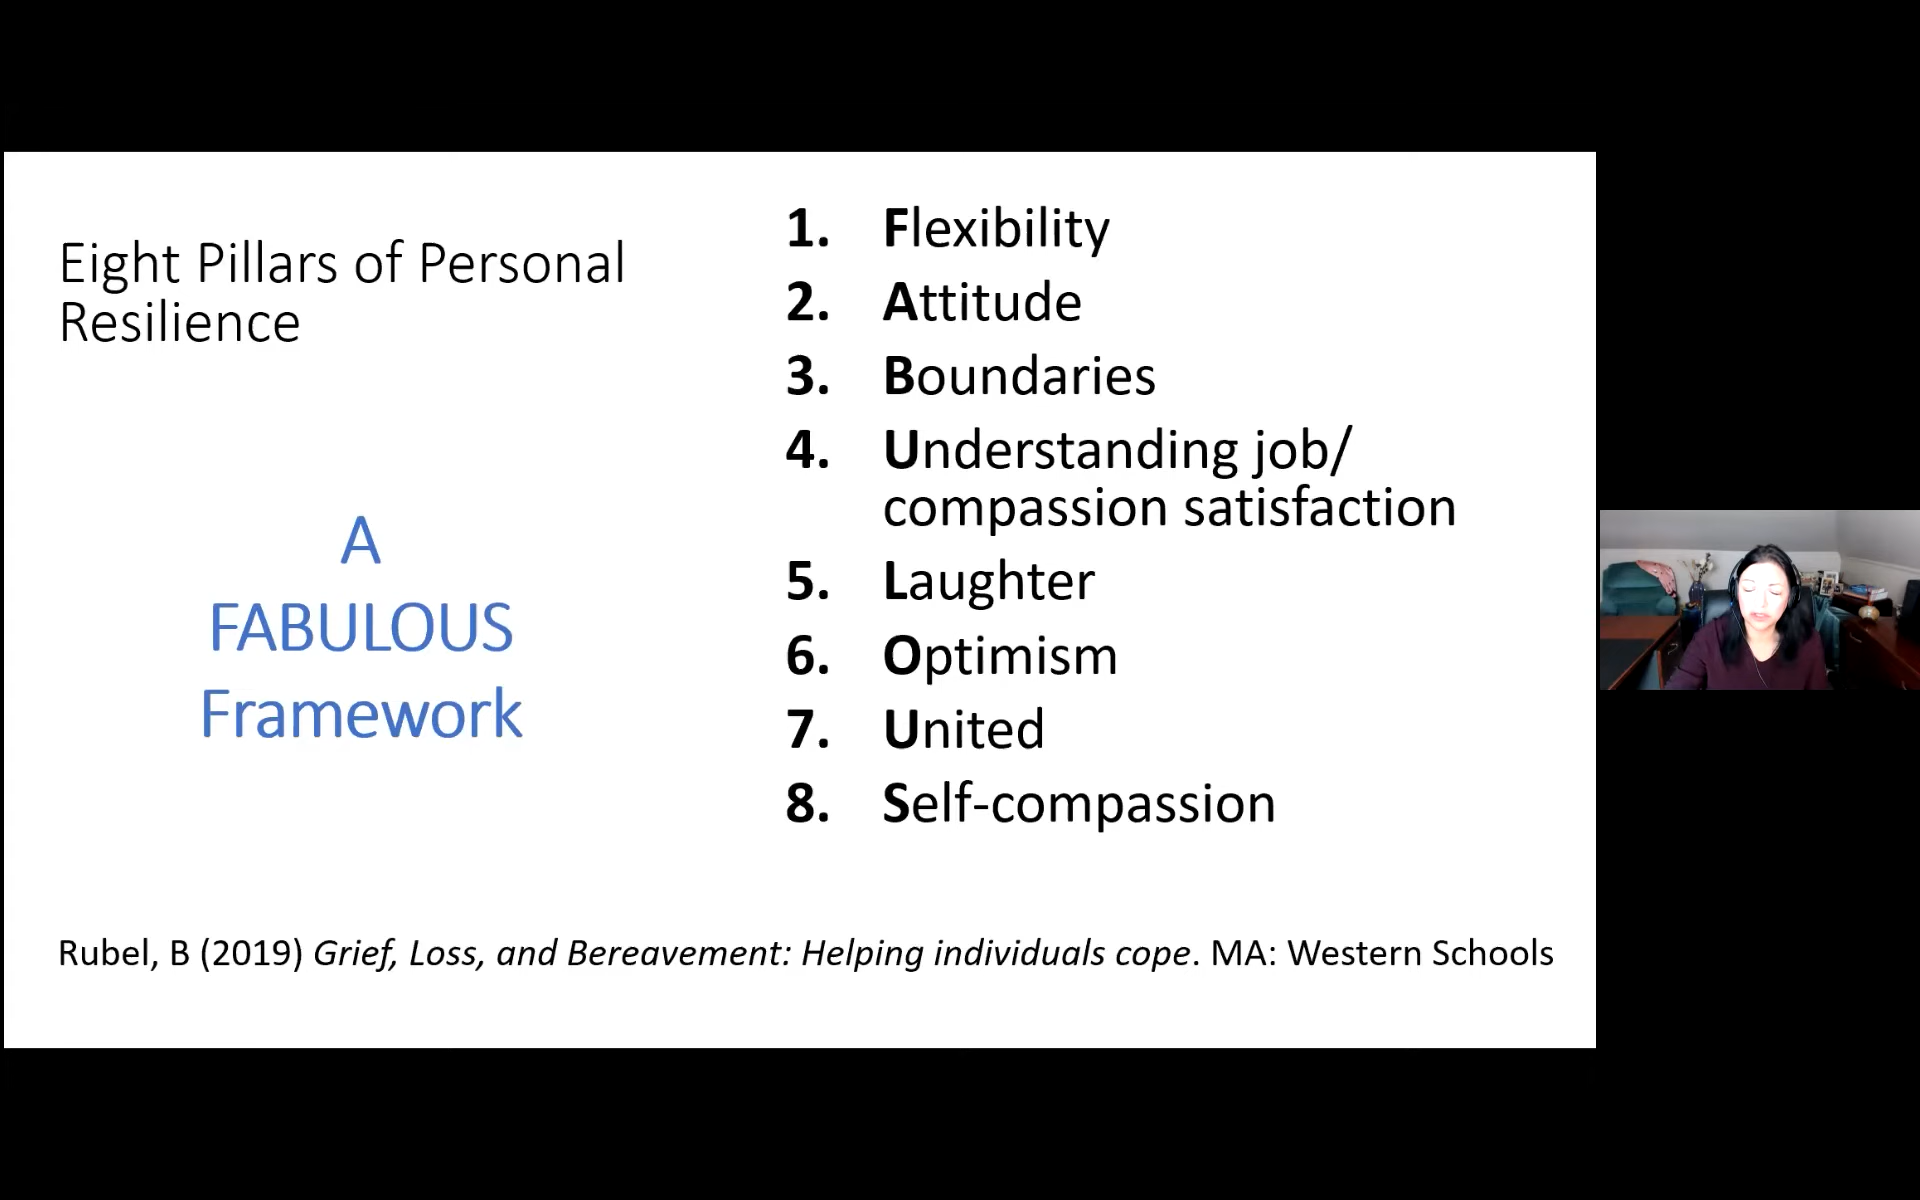 Eight Pillars of Personal
Resilience
A
FABULOUS
Framework
1. Flexibility
2. Attitude
3. Boundaries
4. Understanding job/
compassion satisfaction
5. Laughter
6. Optimism
7. United
8. Self-compassion
Rubel, B (2019) Grief, Loss, and Bereavement: Helping individuals cope. MA: Western Schools